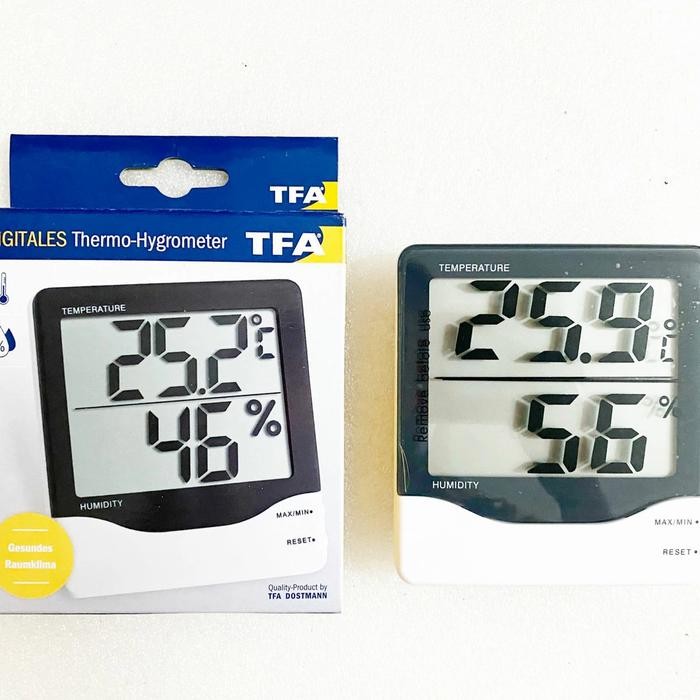 TFA
IGITALES Thermo-Hygrometer TFA
TEMPERATURE
25.2°C
46%
HUMIDITY
MAX/MIN•
RESET•
Gesundes
Raumklima
Quality-Product by
TFA DOSTMANN
%
TEMPERATURE
25.9°C
56%
Remove before use
HUMIDITY
MAX/MIN•
RESET•